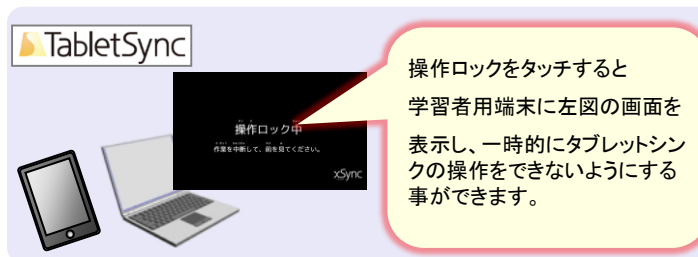 TabletSync
操作ロック中
作業を中断して、前を見てください。
xSync
操作ロックをタッチすると
学習者用端末に左図の画面を
表示し、一時的にタブレットシン
クの操作をできないようにする
事ができます。